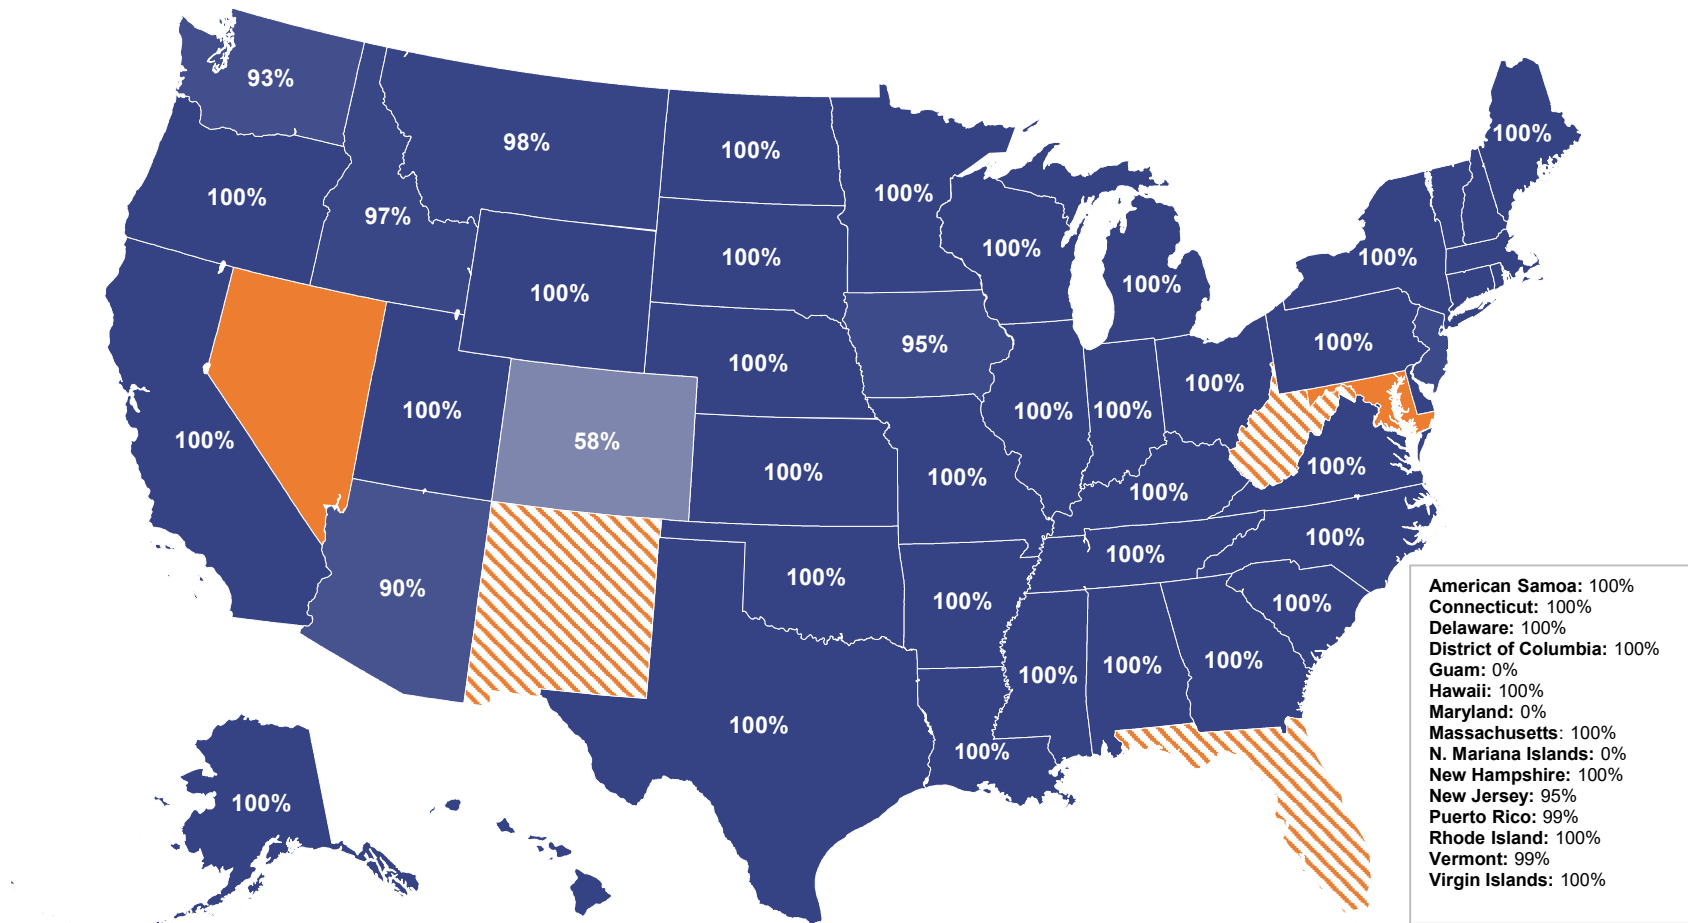 93%
98%
100%
100%
100%
100%
100%
97%
100%
100%
100%
100%
100%
100%
95%
100%
100%
100%
100%
58%
100%
100%
100%
100%
100%
100%
100%
100%
100%
90%
100%
100%
100%
100%
100%
100%
100%
100%
100%
100%
American Samoa: 100%
Connecticut: 100%
Delaware: 100%
District of Columbia: 100%
Guam: 0%
Hawaii: 100%
Maryland: 0%
Massachusetts: 100%
N. Mariana Islands: 0%
New Hampshire: 100%
New Jersey: 95%
Puerto Rico: 99%
Rhode Island: 100%
Vermont: 99%
Virgin Islands: 100%